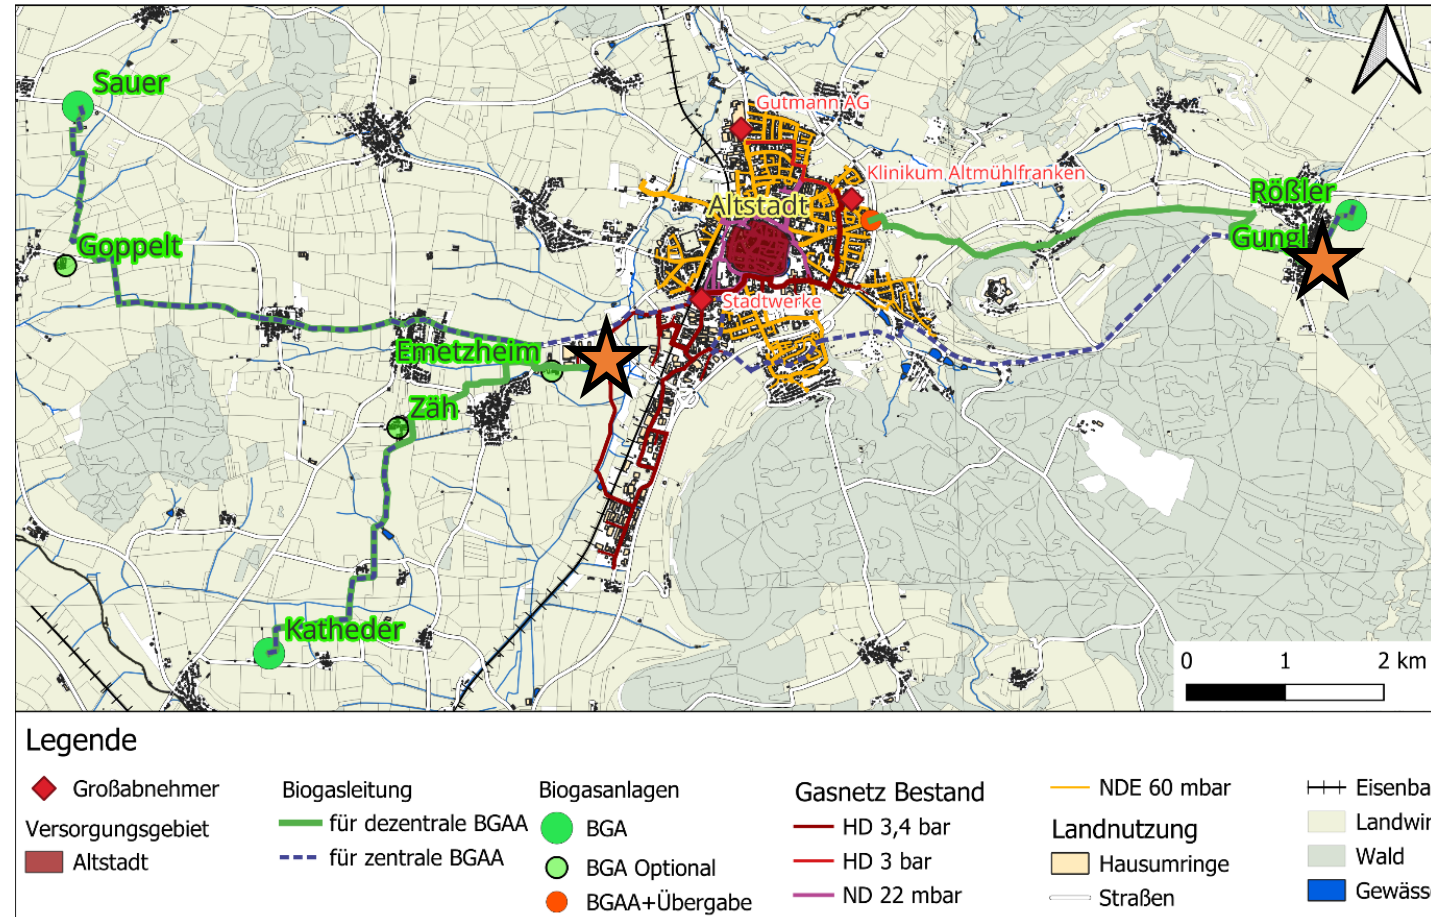 Sauer
Gutmann AG
Klinikum Altmühlfranken
Altstadt
Rößler
Goppelt
Gungl
Stadtwerke
Emetzheim
Zäh
Katheder
0 1 2 km
Legende
Großabnehmer
Versorgungsgebiet
Altstadt
Biogasleitung
für dezentrale BGAA
für zentrale BGAA
Biogasanlagen
BGA
BGA Optional
BGAA+Übergabe
Gasnetz Bestand
HD 3,4 bar
HD 3 bar
ND 22 mbar
NDE 60 mbar
Landnutzung
Hausumringe
Straßen
Eisenba
Landwir
Wald
Gewäss